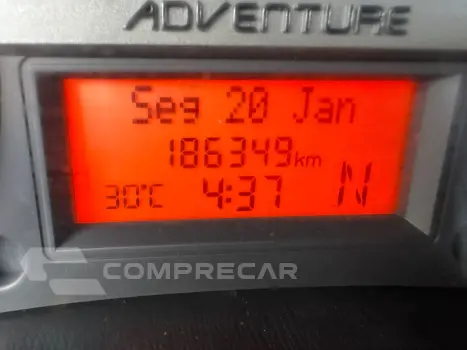 ADVENTURE
Seg 20 Jan
186349km
30°C 4:37 N
COMPRECAR